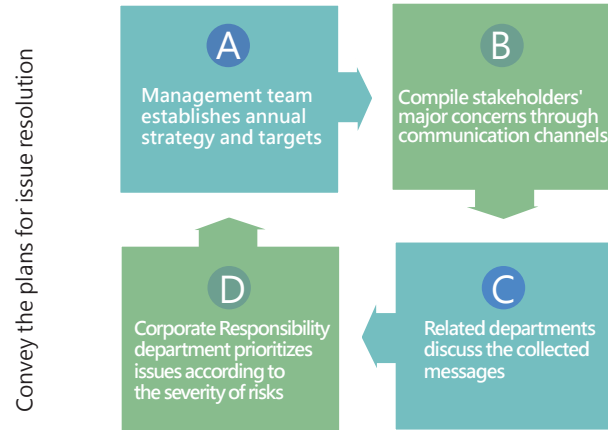 Convey the plans for issue resolution
A
Management team
establishes annual
strategy and targets
B
Compile stakeholders'
major concerns through
communication channels
C
Related departments
discuss the collected
messages
D
Corporate Responsibility
department prioritizes
issues according to
the severity of risks